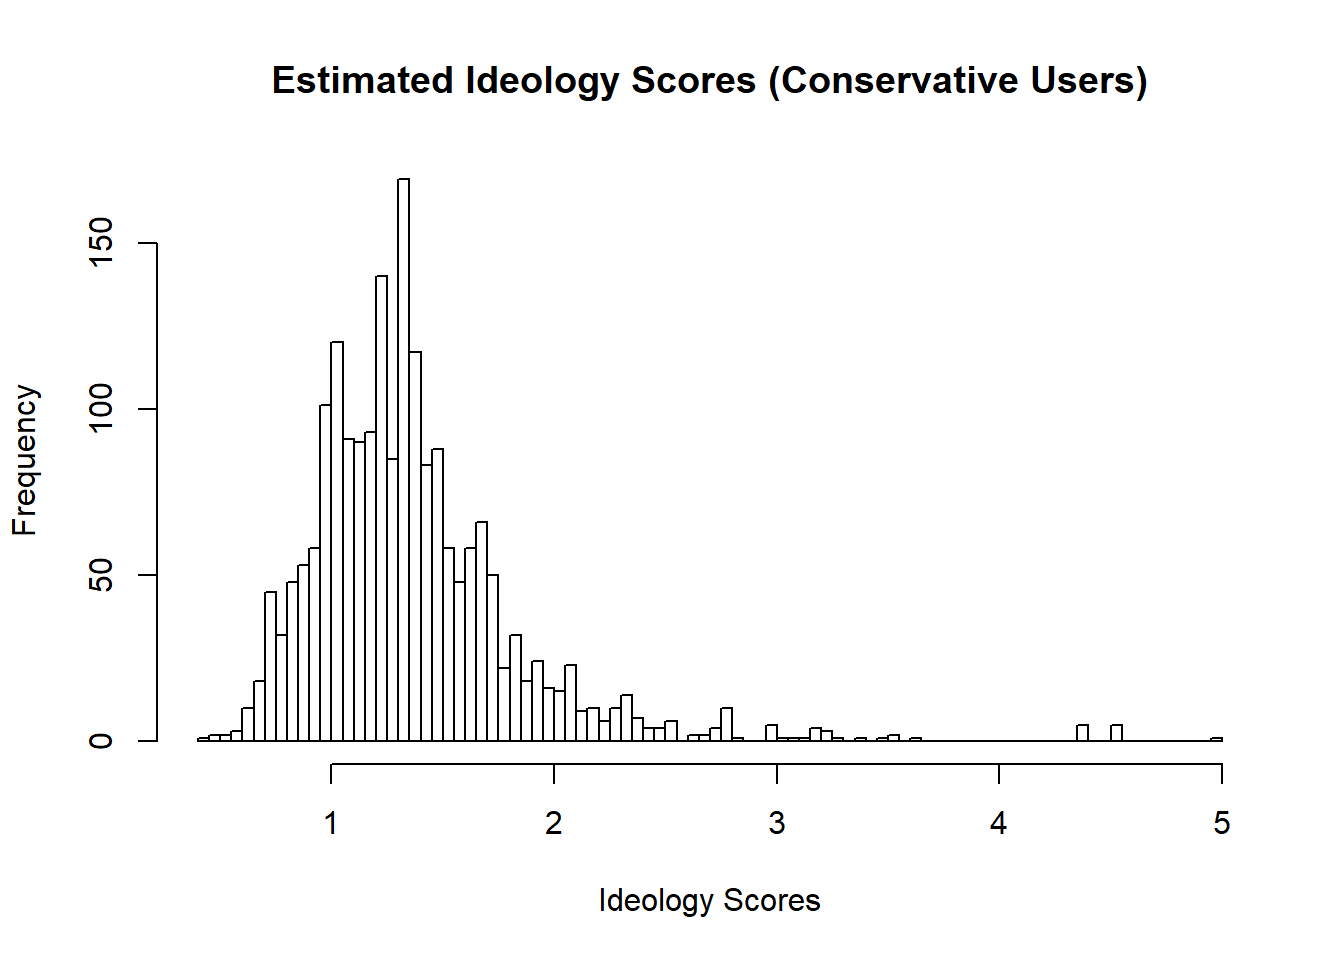 Estimated Ideology Scores (Conservative Users)
150
100
50
0
Frequency
1 2 3 4 5
Ideology Scores